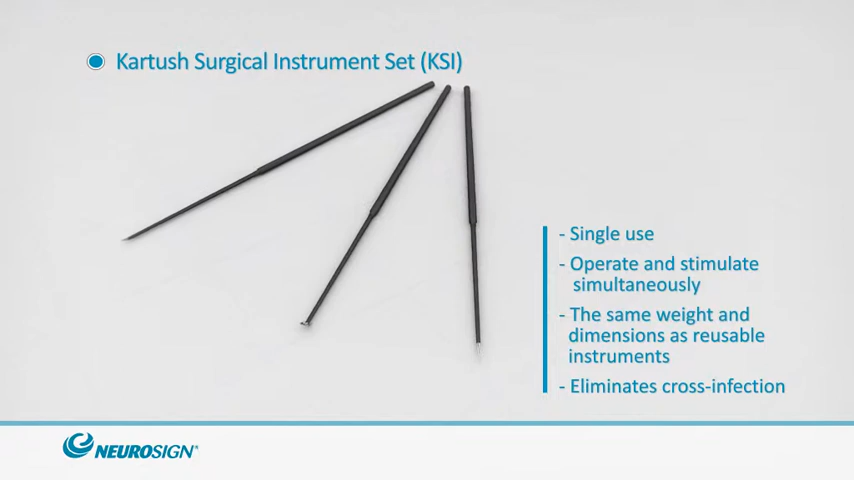 Kartush Surgical Instrument Set (KSI)
- Single use
- Operate and stimulate
simultaneously
- The same weight and
dimensions as reusable
instruments
- Eliminates cross-infection
NEUROSIGN®